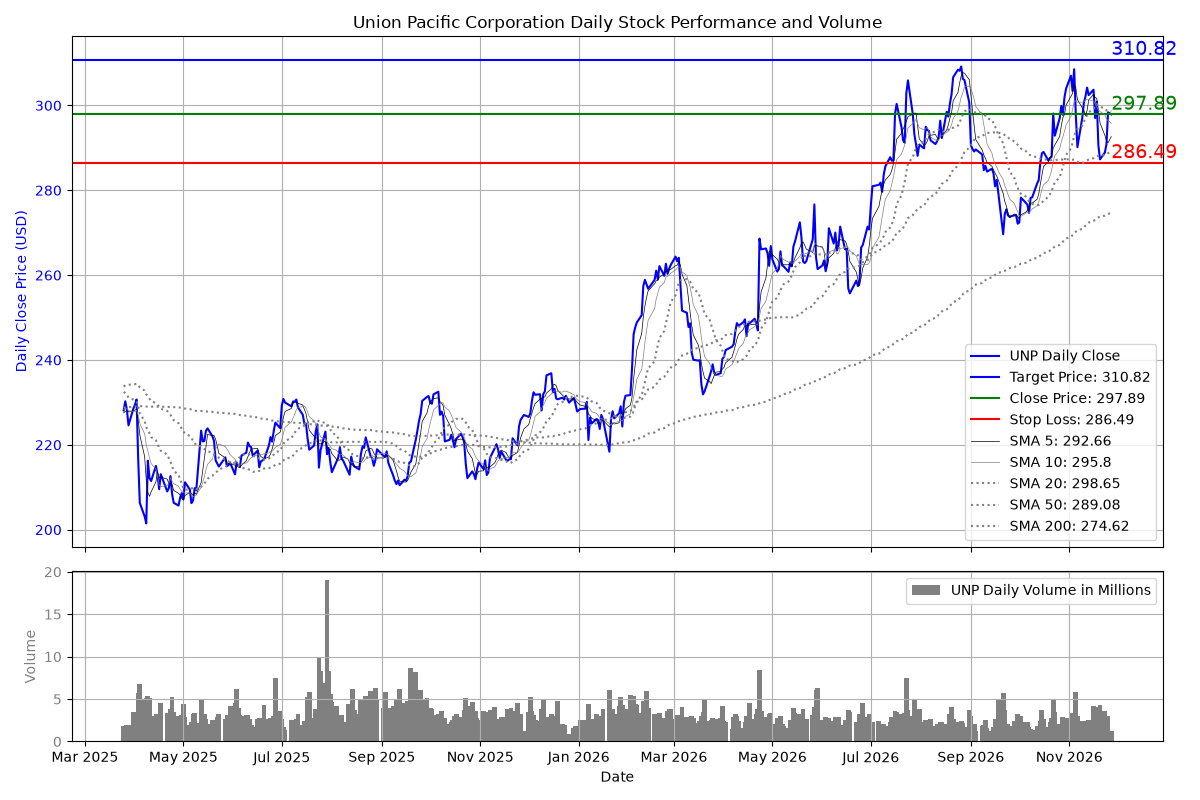 Union Pacific Corporation Daily Stock Performance and Volume
310.82
297.89
286.49
Daily Close Price (USD)
300
280
260
240
220
200
UNP Daily Close
Target Price: 310.82
Close Price: 297.89
Stop Loss: 286.49
SMA 5: 292.66
SMA 10: 295.8
SMA 20: 298.65
SMA 50: 289.08
SMA 200: 274.62
Volume
20
15
10
5
0
UNP Daily Volume in Millions
Mar 2025
May 2025
Jul 2025
Sep 2025
Nov 2025
Jan 2026
Mar 2026
May 2026
Jul 2026
Sep 2026
Nov 2026
Date